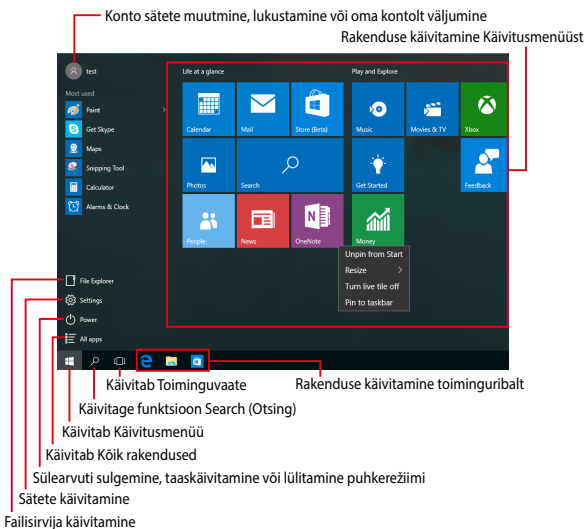 Konto sätete muutmine, lukustamine või oma kontolt väljumine
Rakenduse käivitamine Käivitusmenüüst
test
Life at a glance
Play and Explore
Most used
Paint
Get Skype
Maps
Snipping Tool
Calculator
Alarms & Clock
Calendar
Mail
Store (Beta)
Music
Movies & TV
Xbox
Photos
Search
Get Started
Feedback
People
News
OneNote
Money
Unpin from Start
Resize
Turn live tile off
Pin to taskbar
File Explorer
Settings
Power
All apps
Käivitab Toiminguvaate
Rakenduse käivitamine toiminguribalt
Käivitage funktsioon Search (Otsing)
Käivitab Käivitusmenüü
Käivitab Kõik rakendused
Sülearvuti sulgemine, taaskäivitamine või lülitamine puhkerežiimi
Sätete käivitamine
Failisirvija käivitamine